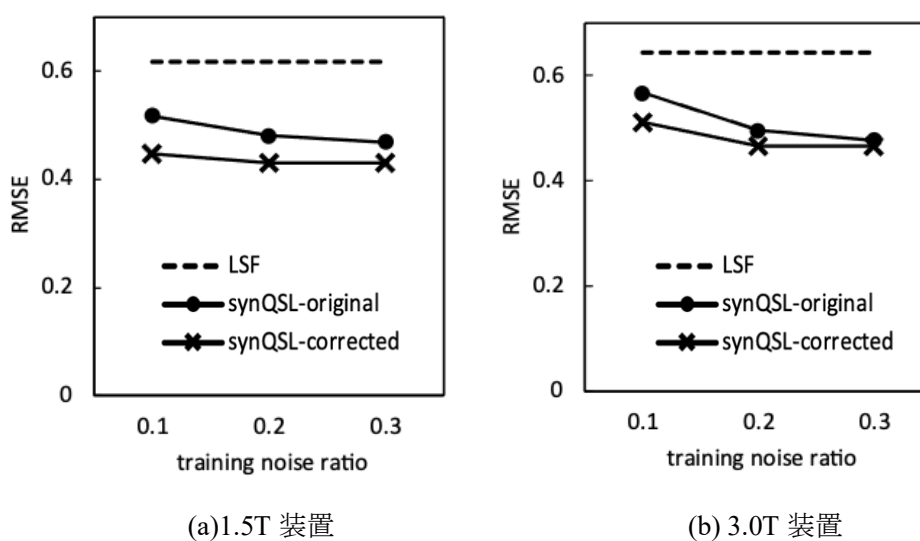 0.6
0.4
0.2
0
RMSE
LSF
synQSL-original
synQSL-corrected
0.1 0.2 0.3
training noise ratio
(a)1.5T 装置
0.6
0.4
0.2
0
RMSE
LSF
synQSL-original
synQSL-corrected
0.1 0.2 0.3
training noise ratio
(b) 3.0T 装置